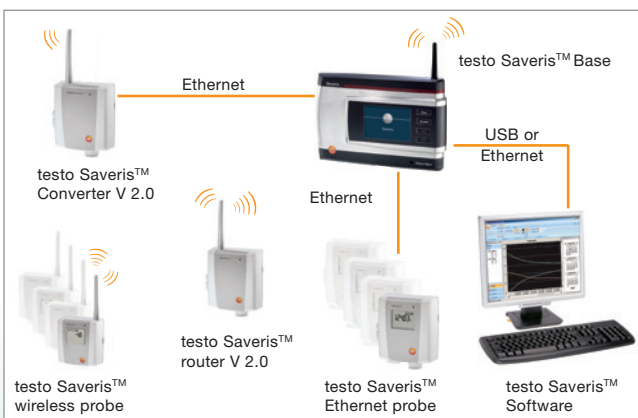 testo Saveris™ Base
Ethernet
USB or
Ethernet
testo Saveris™
Converter V 2.0
Ethernet
testo Saveris™
router V 2.0
testo Saveris™
wireless probe
testo Saveris™
Ethernet probe
testo Saveris™
Software